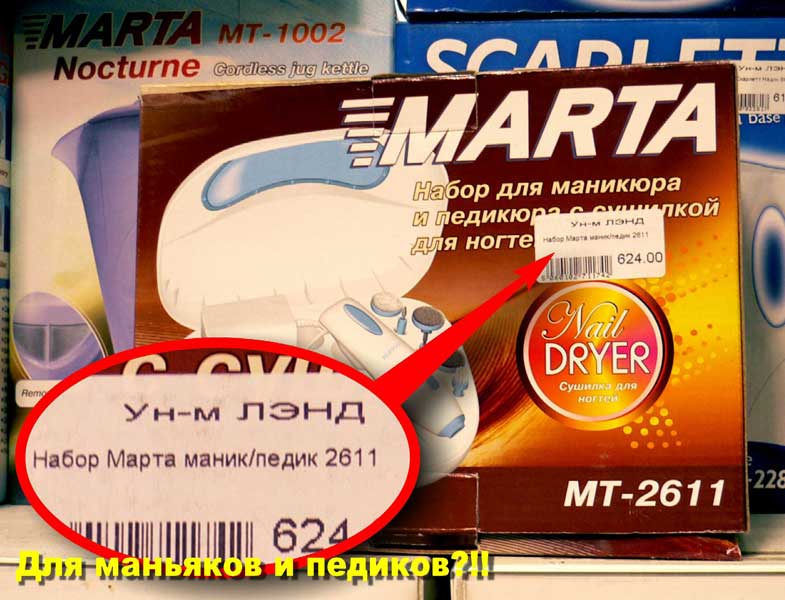 MARTA MT-1002
Nocturne Cordless jug kettle
SCARLETT
MARTA
Набор для маникюра
и педикюра с сушилкой
для ногтей
Ун-м ЛЭНД
Набор Марта маник/педик 2611
624.00
Nail
DRYER
Сушилка для
ногтей
МТ-2611
Ун-м ЛЭНД
Набор Марта маник/педик 2611
624
Для маньяков и педиков?!!